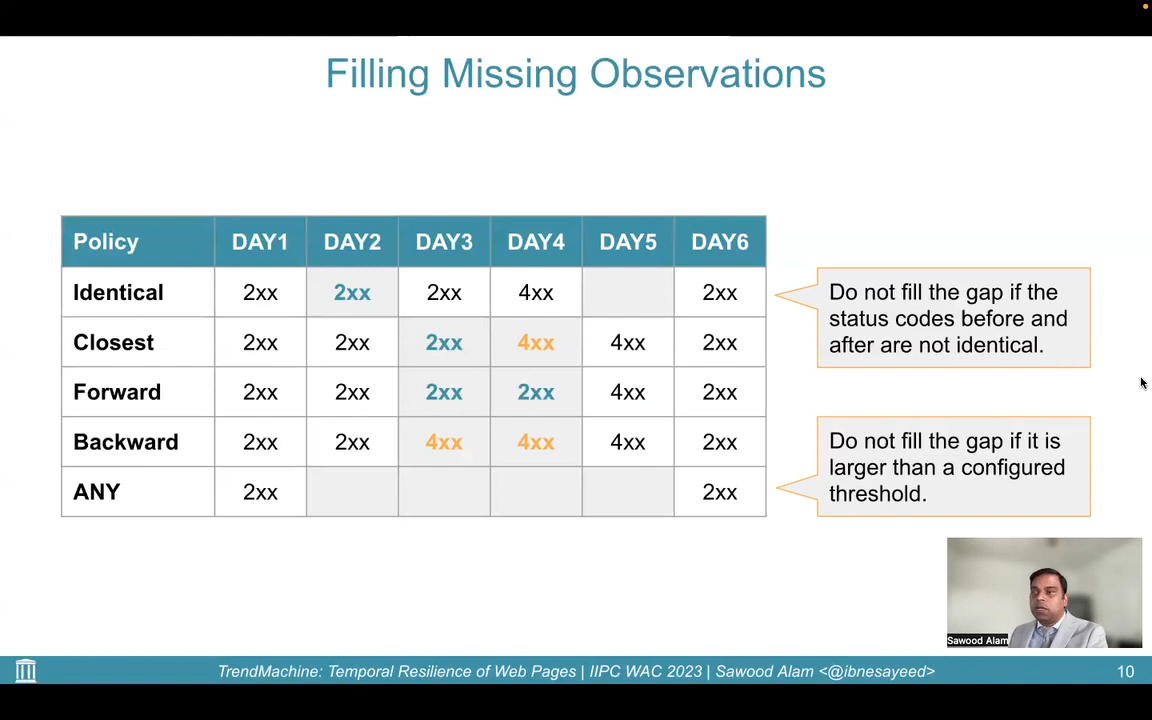 Filling Missing Observations
Policy DAY1 DAY2 DAY3 DAY4 DAY5 DAY6
Identical 2xx 2xx 2xx 4xx 2xx
Closest 2xx 2xx 2xx 4xx 4xx 2xx
Forward 2xx 2xx 2xx 2xx 4xx 2xx
Backward 2xx 2xx 4xx 4xx 4xx 2xx
ANY 2xx 2xx
Do not fill the gap if the
status codes before and
after are not identical.
Do not fill the gap if it is
larger than a configured
threshold.
Sawood Alam
TrendMachine: Temporal Resilience of Web Pages | IIPC WAC 2023 | Sawood Alam <@ibnesayeed> 10